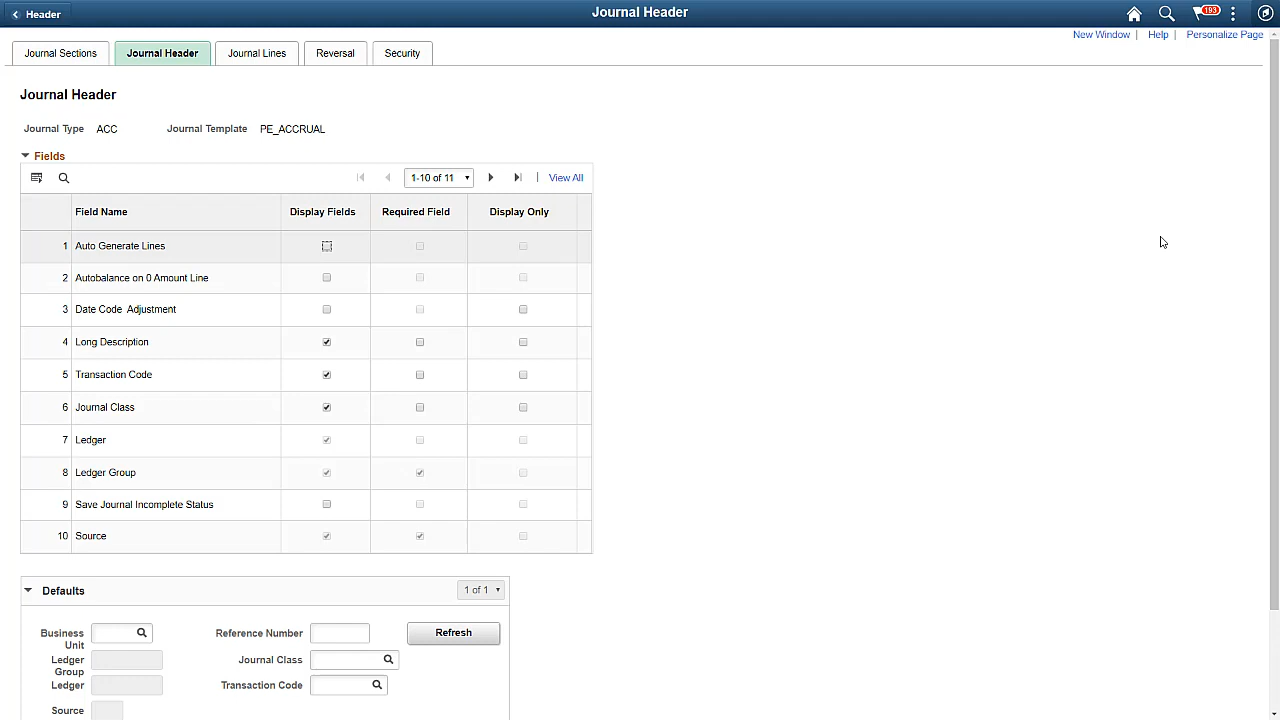 Header
Journal Header
193
New Window | Help | Personalize Page
Journal Sections Journal Header Journal Lines Reversal Security
Journal Header
Journal Type ACC Journal Template PE_ACCRUAL
Fields
1-10 of 11 | View All
Field Name Display Fields Required Field Display Only
1 Auto Generate Lines
2 Autobalance on 0 Amount Line
3 Date Code Adjustment
4 Long Description
5 Transaction Code
6 Journal Class
7 Ledger
8 Ledger Group
9 Save Journal Incomplete Status
10 Source
Defaults 1 of 1
Business Unit Reference Number Refresh
Ledger Group Journal Class
Ledger Transaction Code
Source